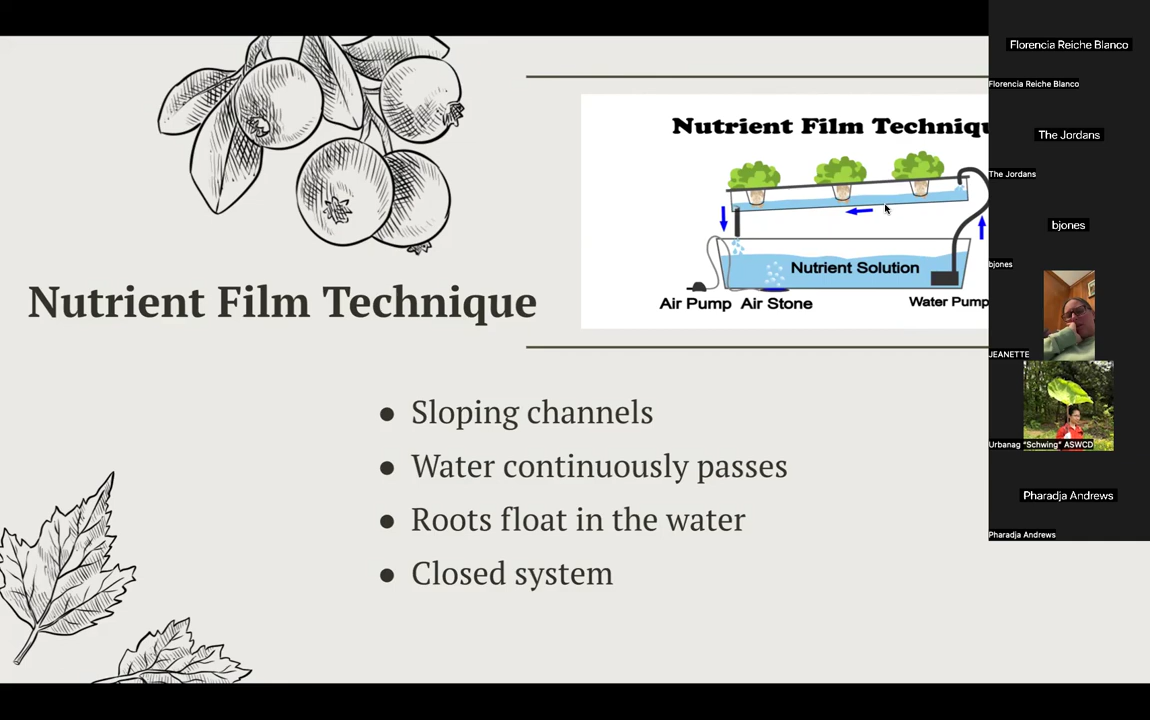 Nutrient Film Technique
Nutrient Solution
Air Pump
Air Stone
Water Pump
Nutrient Film Technique
● Sloping channels
● Water continuously passes
● Roots float in the water
● Closed system
Florencia Reiche Blanco
Florencia Reiche Blanco
The Jordans
The Jordans
bjones
bjones
JEANETTE
Urbanag "Schwing" ASWCD
Pharadja Andrews
Pharadja Andrews